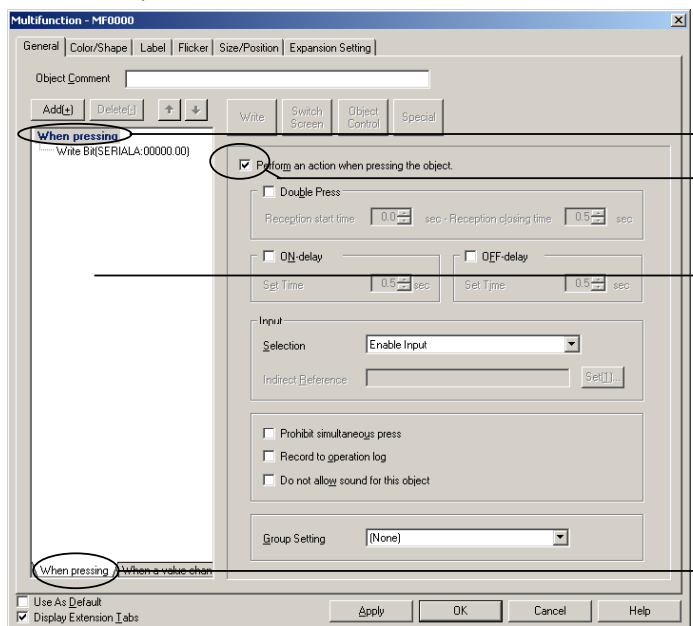 Multifunction - MF0000
General Color/Shape Label Flicker Size/Position Expansion Setting
Object Comment
Add(+) Delete(-) Write Switch Screen Object Control Special
When pressing
Write Bit(SERIALA:00000.00)
Perform an action when pressing the object.
Double Press
Reception start time 0.0 sec - Reception closing time 0.5 sec
ON-delay OFF-delay
Set Time 0.5 sec Set Time 0.5 sec
Input
Selection Enable Input
Indirect Reference Set[1]...
Prohibit simultaneous press
Record to operation log
Do not allow sound for this object
Group Setting (None)
When pressing When a value chan
Use As Default
Display Extension Tabs
Apply OK Cancel Help